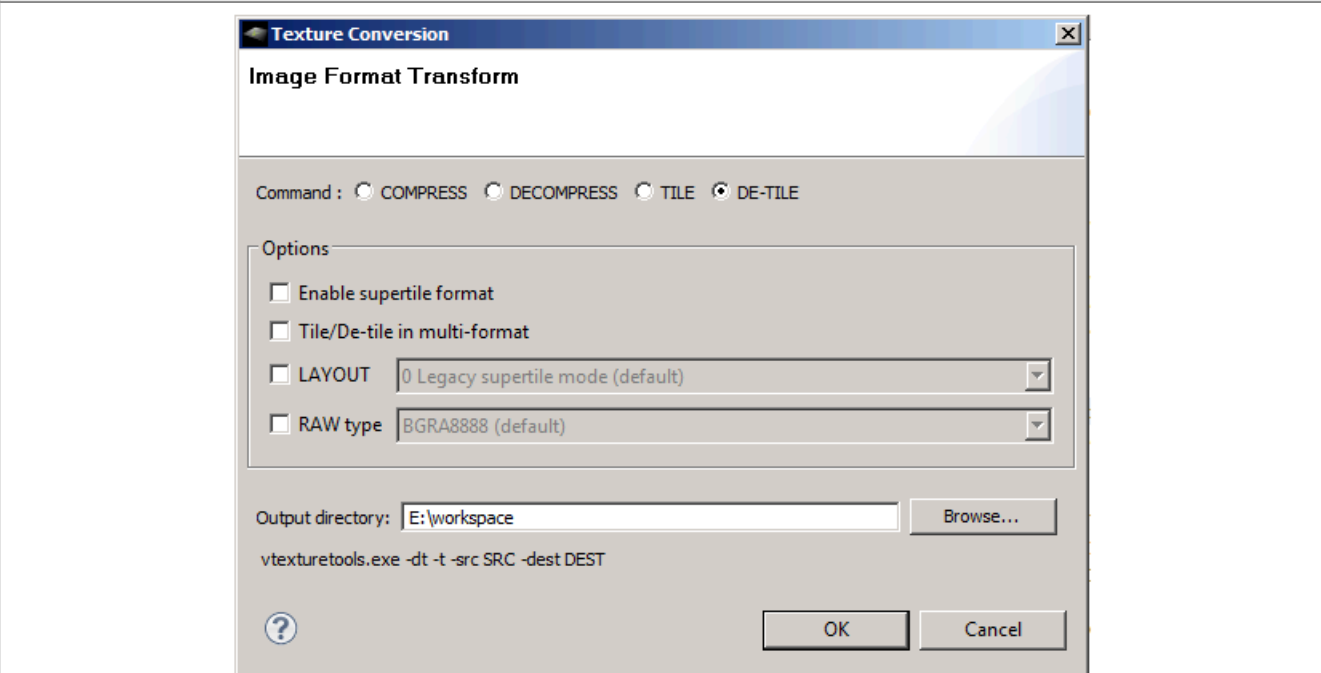 Texture Conversion
Image Format Transform
Command : COMPRESS DECOMPRESS TILE DE-TILE
Options
Enable supertile format
Tile/De-tile in multi-format
LAYOUT 0 Legacy supertile mode (default)
RAW type BGRA8888 (default)
Output directory: E:\workspace Browse...
vtexturetools.exe -dt -t -src SRC -dest DEST
? OK Cancel